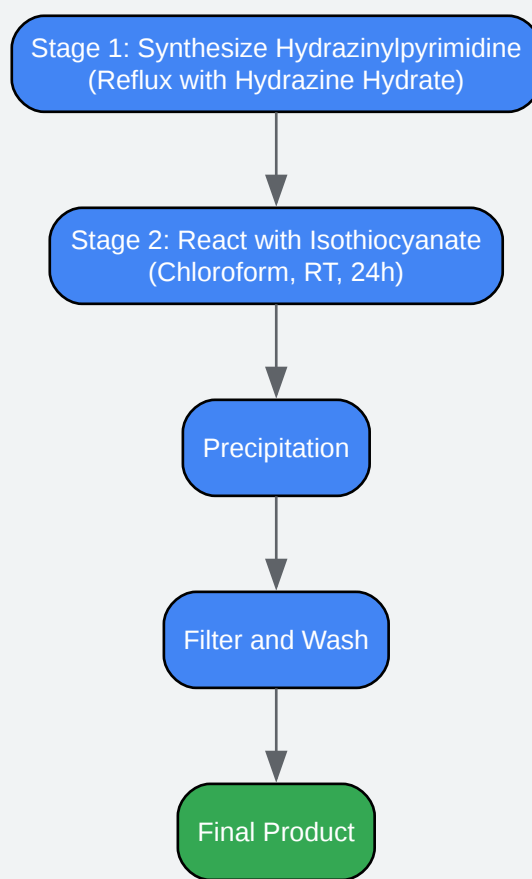 Stage 1: Synthesize Hydrazinylpyrimidine
(Reflux with Hydrazine Hydrate)
Stage 2: React with Isothiocyanate
(Chloroform, RT, 24h)
Precipitation
Filter and Wash
Final Product